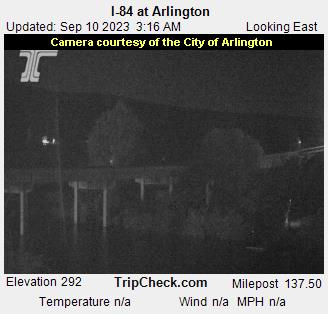 I-84 at Arlington
Updated: Sep 10 2023 3:16 AM Looking East
Camera courtesy of the City of Arlington
Elevation 292 TripCheck.com Milepost 137.50
Temperature n/a Wind n/a MPH n/a